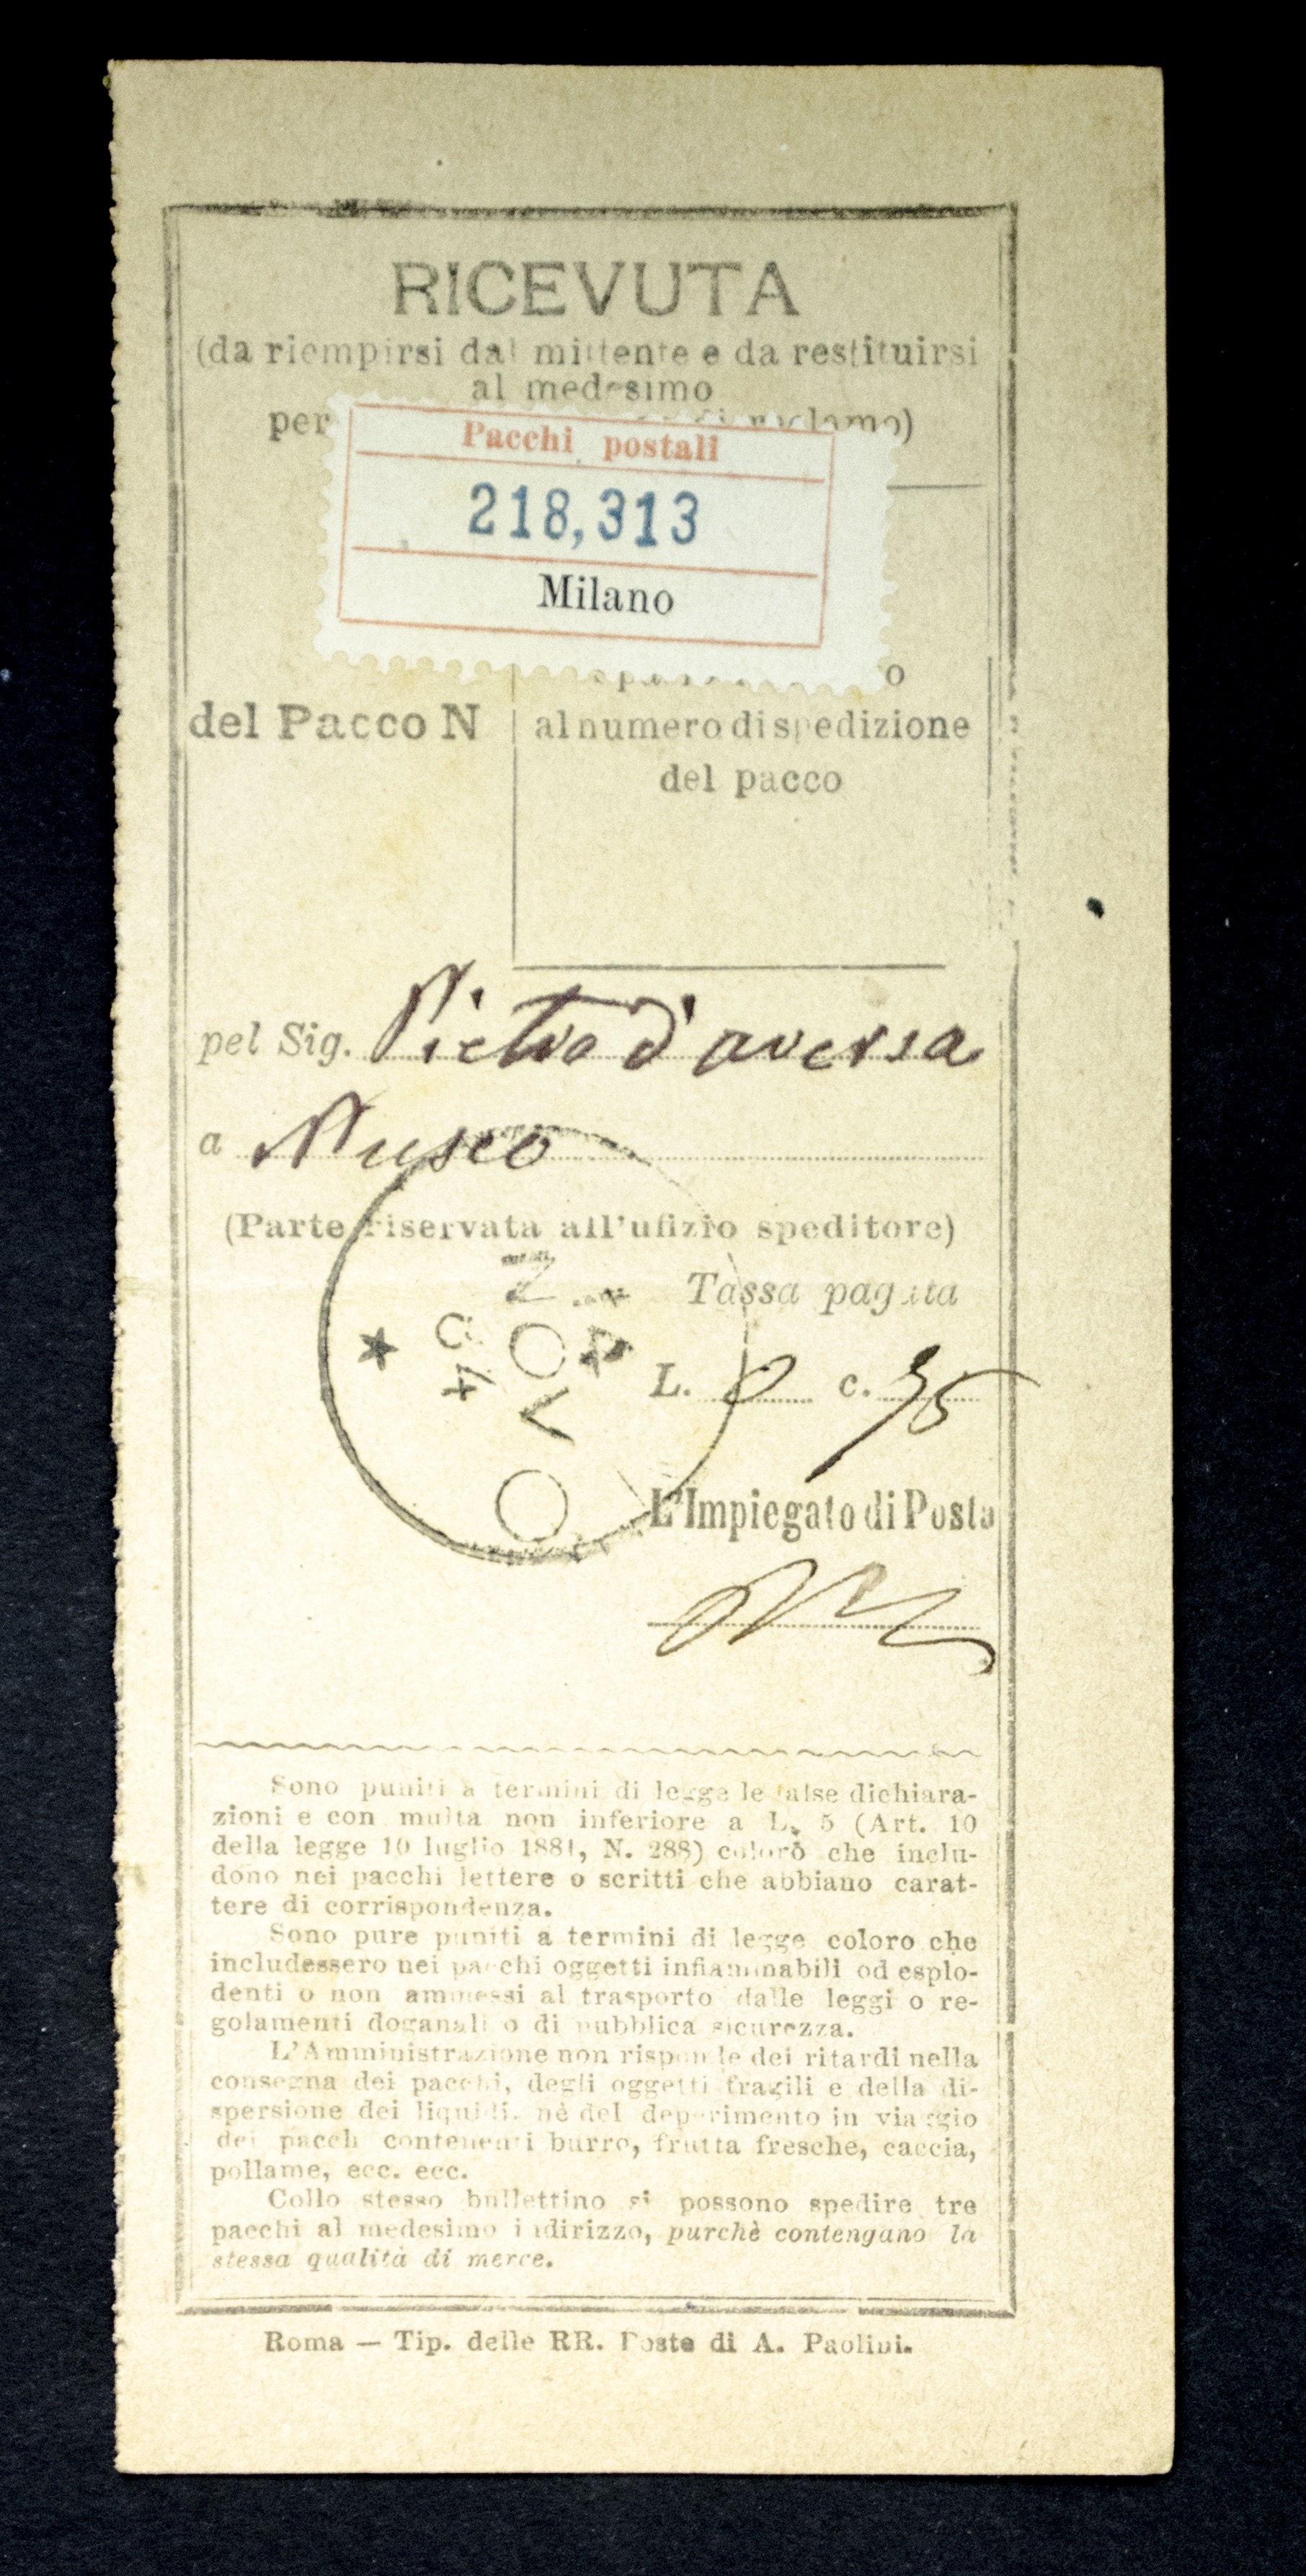 RICEVUTA
(da riempirsi dal mittente e da restituirsi
al medesimo
per
Pacchi postali
218,313
Milano
o
del Pacco N
al numero di spedizione
del pacco
pel Sig. Pietro d'aversa
a Museo
(Parte riservata all'ufizio speditore)
Tassa pagata
L. 0 c.
L'Impiegato di Posta
Sono puniti a termini di legge le false dichiara-
zioni e con multa non inferiore a L. 5 (Art. 10
della legge 10 luglio 1881, N. 288) coloro che inclu-
dono nei pacchi lettere o scritti che abbiano carat-
tere di corrispondenza.
Sono pure puniti a termini di legge coloro che
includessero nei pacchi oggetti infiammabili od esplo-
denti o non ammessi al trasporto dalle leggi o re-
golamenti doganali o di pubblica sicurezza.
L'Amministrazione non risponde dei ritardi nella
consegna dei pacchi, degli oggetti fragili e della di-
spersione dei liquidi, nè del deperimento in viaggio
dei pacchi contenenti burro, frutta fresche, caccia,
pollame, ecc. ecc.
Collo stesso bullettino si possono spedire tre
pacchi al medesimo indirizzo, purchè contengano la
stessa qualità di merce.
Roma — Tip. delle RR. Poste di A. Paolini.